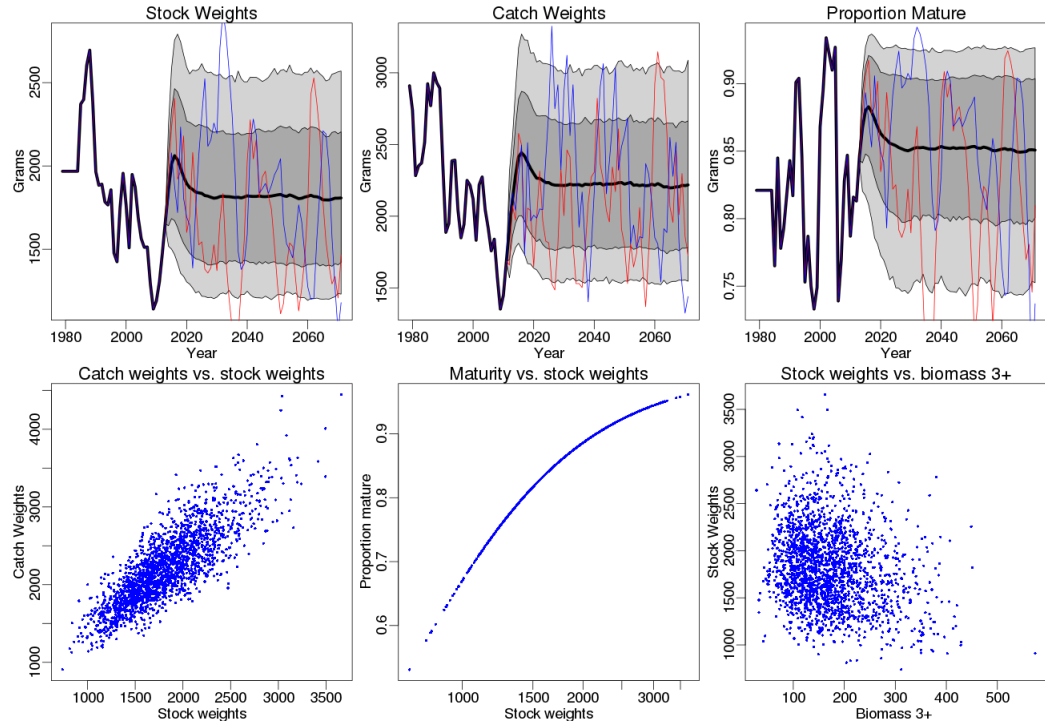 Stock Weights
Grams
1500 2000 2500
1980 2000 2020 2040 2060
Year
Catch Weights
Grams
1500 2000 2500 3000
1980 2000 2020 2040 2060
Year
Proportion Mature
Grams
0.75 0.80 0.85 0.90
1980 2000 2020 2040 2060
Year
Catch weights vs. stock weights
Catch Weights
1000 2000 3000 4000
1000 1500 2000 2500 3000 3500
Stock weights
Maturity vs. stock weights
Proportion mature
0.6 0.7 0.8 0.9
1000 1500 2000 3000
Stock weights
Stock weights vs. biomass 3+
Stock Weights
1000 1500 2000 2500 3000 3500
100 200 300 400 500
Biomass 3+